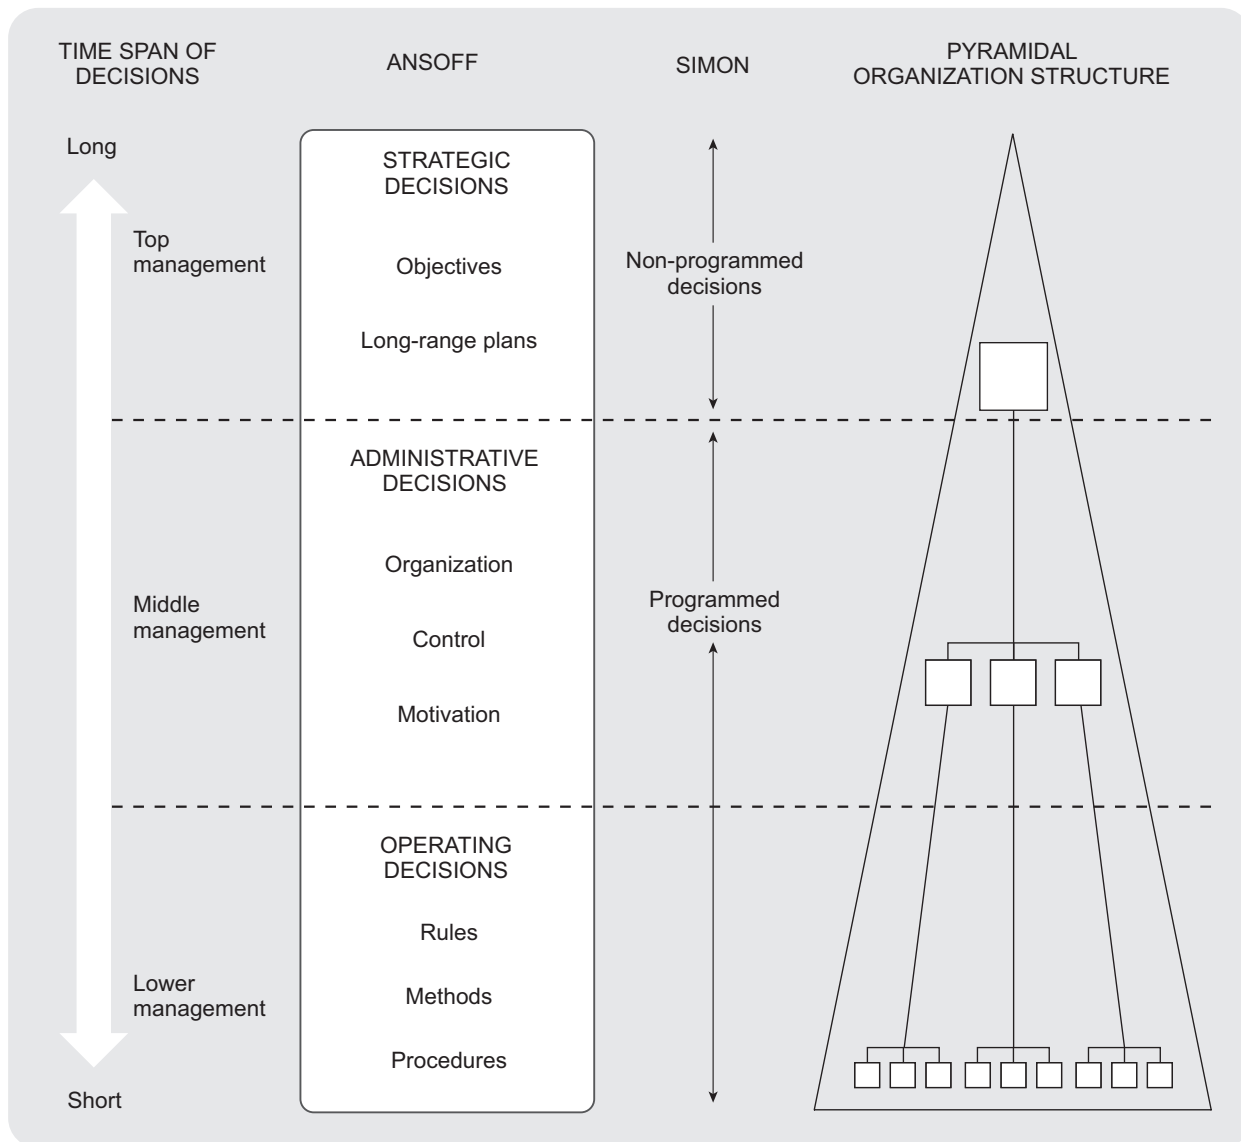 TIME SPAN OF
DECISIONS
ANSOFF
SIMON
PYRAMIDAL
ORGANIZATION STRUCTURE
Long
Top
management
STRATEGIC
DECISIONS
Objectives
Long-range plans
Non-programmed
decisions
Middle
management
ADMINISTRATIVE
DECISIONS
Organization
Control
Motivation
Programmed
decisions
Lower
management
OPERATING
DECISIONS
Rules
Methods
Procedures
Short